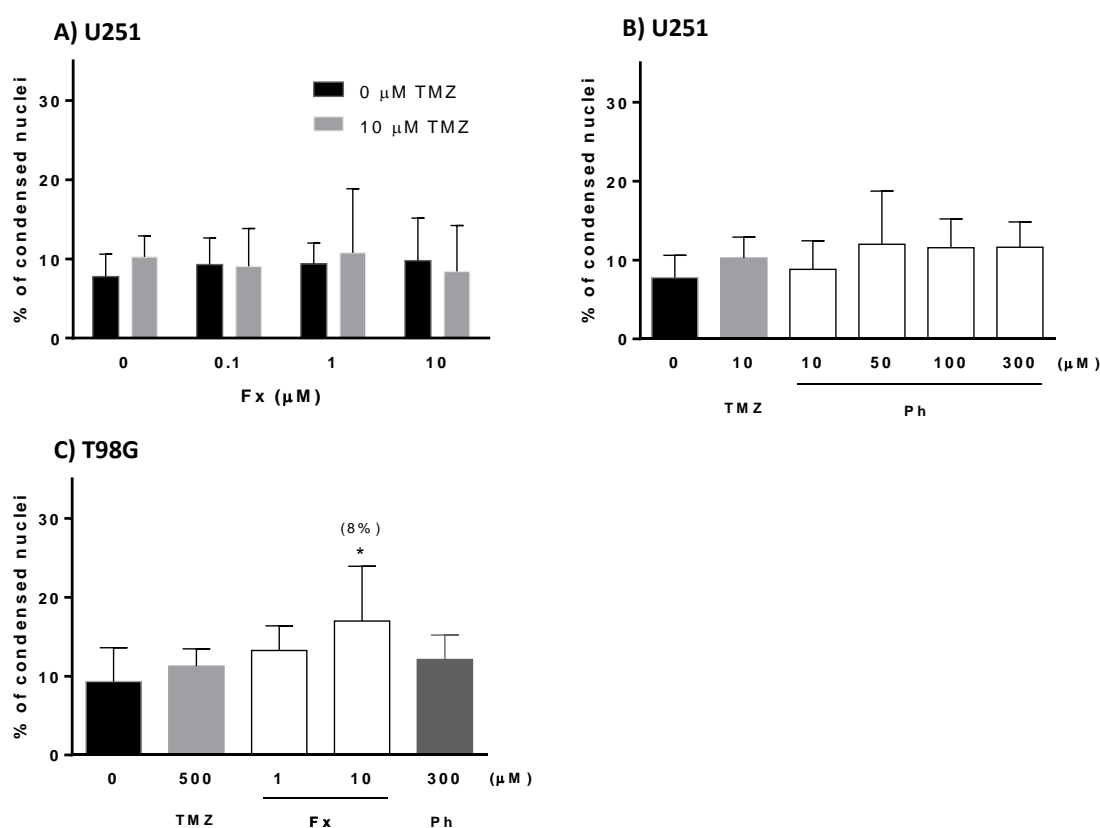 A) U251
% of condensed nuclei
30
20
10
0
0 μM TMZ
10 μM TMZ
0 0.1 1 10
Fx (μM)
B) U251
% of condensed nuclei
30
20
10
0
0 10 10 50 100 300 (μM)
TMZ Ph
C) T98G
% of condensed nuclei
30
20
10
0
(8%)
*
0 500 1 10 300 (μM)
TMZ Fx Ph